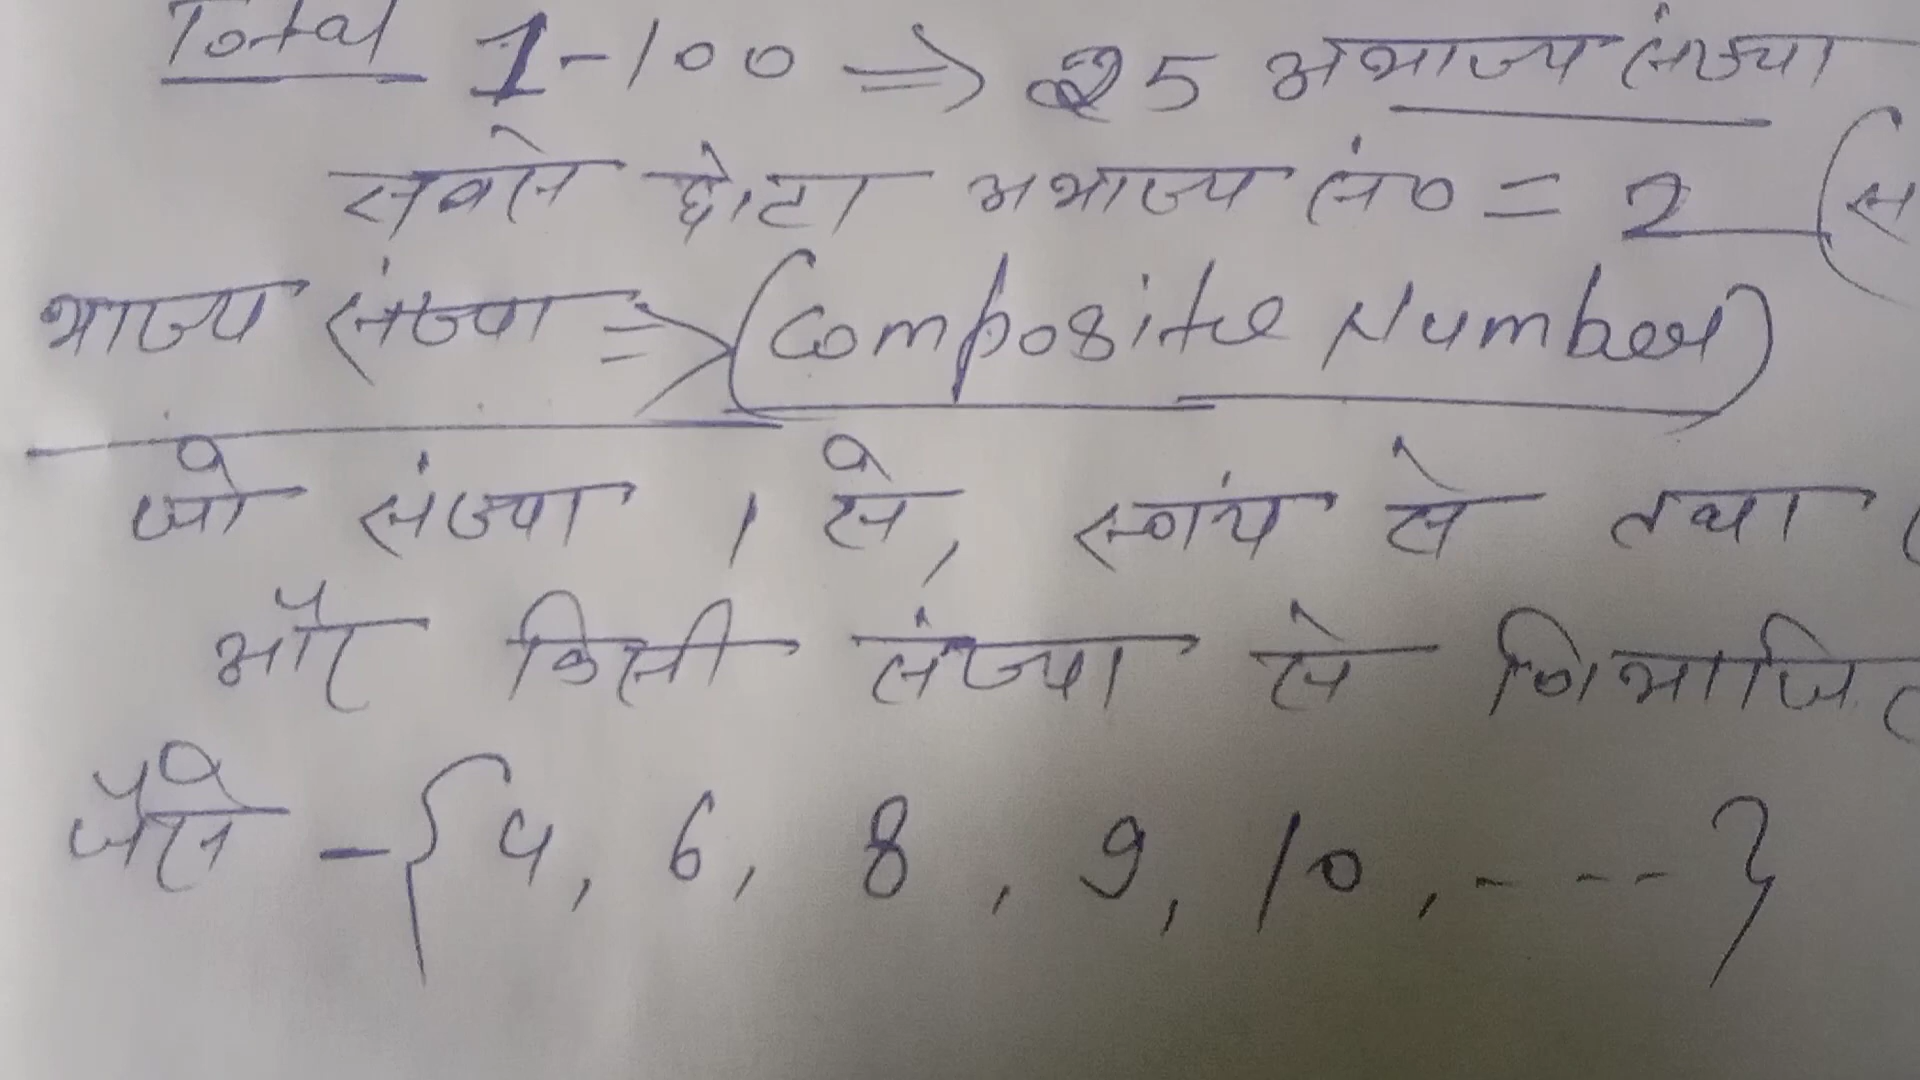 Total 1-100 ⇒ 25 अभाज्य संख्या
सबसे छोटा अभाज्य सं० = 2 (स
भाज्य संख्या ⇒ (Composite Number)
जो संख्या 1 से, स्वंय से तथा
और किसी संख्या से विभाजित
जैसे - {4, 6, 8, 9, 10, ---}